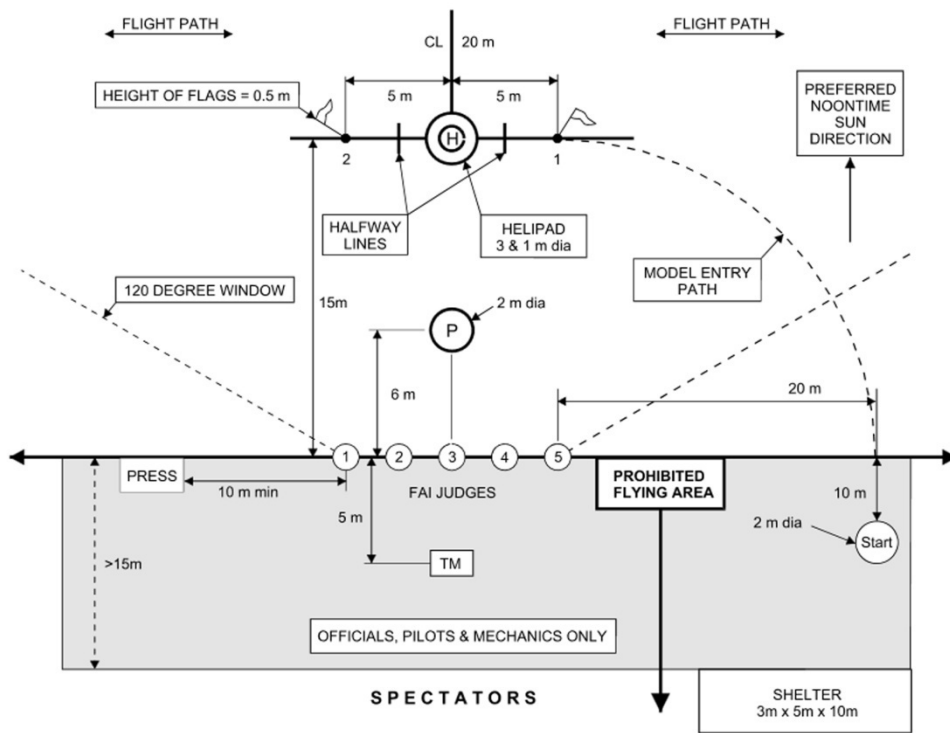 FLIGHT PATH
FLIGHT PATH
CL 20 m
5 m
5 m
HEIGHT OF FLAGS = 0.5 m
PREFERRED
NOONTIME
SUN
DIRECTION
H
2
1
HALFWAY
LINES
HELIPAD
3 & 1 m dia
MODEL ENTRY
PATH
120 DEGREE WINDOW
15m
2 m dia
P
6 m
20 m
1
2
3
4
5
PRESS
10 m min
FAI JUDGES
PROHIBITED
FLYING AREA
10 m
5 m
2 m dia
Start
TM
>15m
OFFICIALS, PILOTS & MECHANICS ONLY
SPECTATORS
SHELTER
3m x 5m x 10m